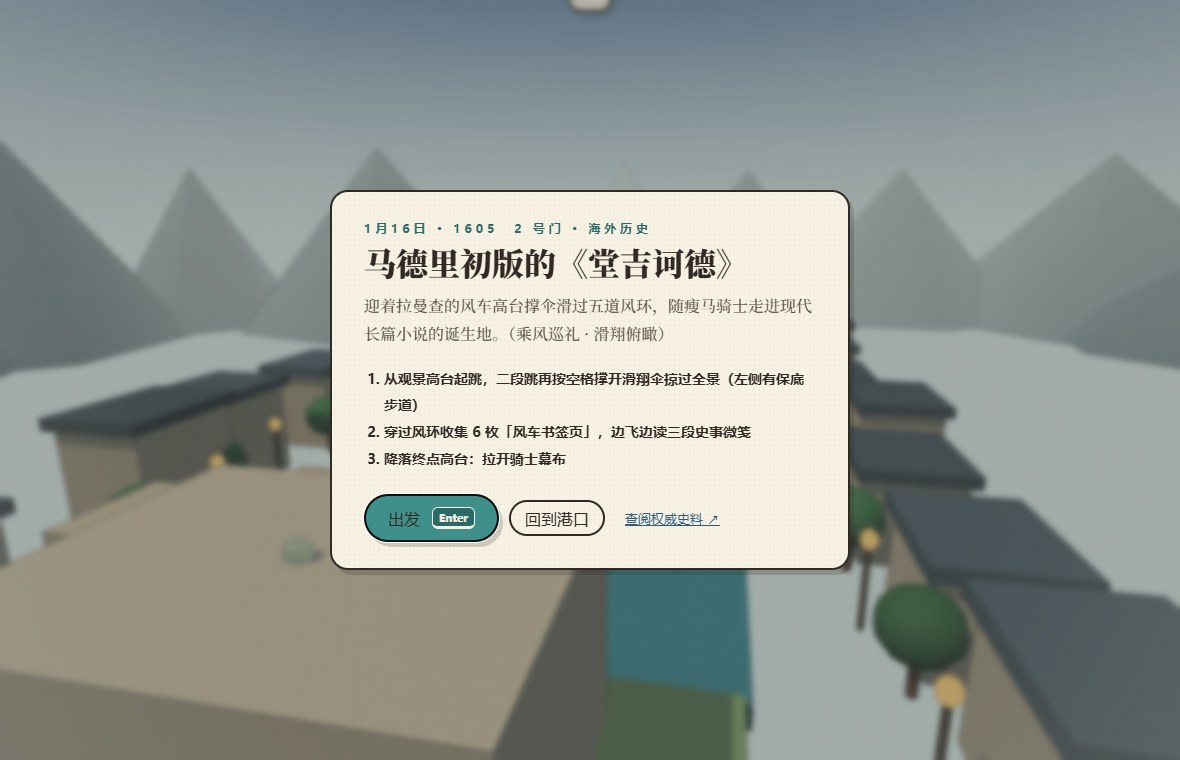 1月16日 • 1605 2 号门 • 海外历史
马德里初版的《堂吉诃德》
迎着拉曼查的风车高台撑伞滑过五道风环，随瘦马骑士走进现代
长篇小说的诞生地。（乘风巡礼 · 滑翔俯瞰）
1. 从观景高台起跳，二段跳再按空格撑开滑翔伞掠过全景（左侧有保底
步道）
2. 穿过风环收集 6 枚「风车书签页」，边飞边读三段史事微笺
3. 降落终点高台：拉开骑士幕布
出发 Enter 回到港口 查阅权威史料 ↗